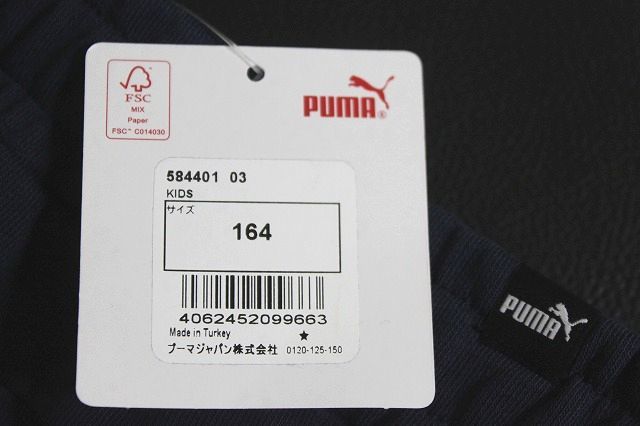 FSC
MIX
Paper
FSC™ C014030
PUMA®
584401 03
KIDS
サイズ
164
4062452099663
Made in Turkey ★
プーマジャパン株式会社 0120-125-150
PUMA